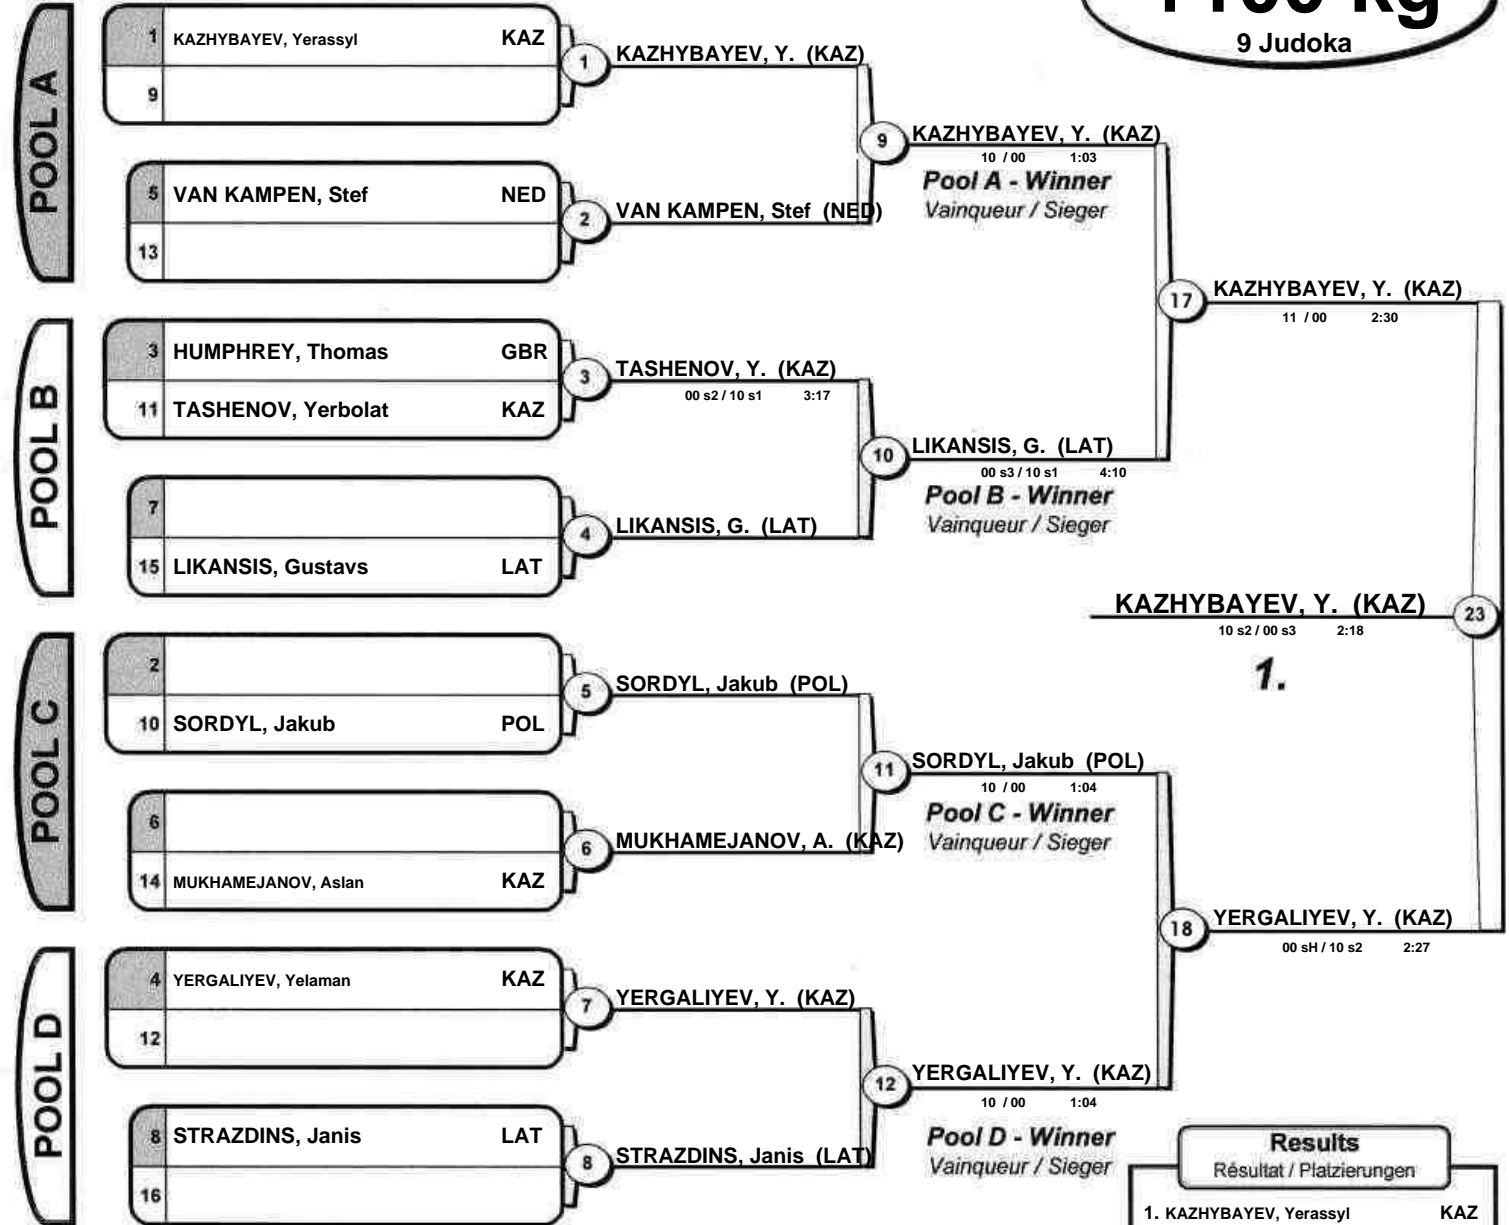 +100 kg
9 Judoka
POOL A
1 KAZHYBAYEV, Yerassyl KAZ
9
1
KAZHYBAYEV, Y. (KAZ)
5 VAN KAMPEN, Stef NED
13
2
VAN KAMPEN, Stef (NED)
9
KAZHYBAYEV, Y. (KAZ)
10 / 00 1:03
Pool A - Winner
Vainqueur / Sieger
POOL B
3 HUMPHREY, Thomas GBR
11 TASHENOV, Yerbolat KAZ
3
TASHENOV, Y. (KAZ)
00 s2 / 10 s1 3:17
7
15 LIKANSIS, Gustavs LAT
4
LIKANSIS, G. (LAT)
10
LIKANSIS, G. (LAT)
00 s3 / 10 s1 4:10
Pool B - Winner
Vainqueur / Sieger
17
KAZHYBAYEV, Y. (KAZ)
11 / 00 2:30
KAZHYBAYEV, Y. (KAZ)
23
10 s2 / 00 s3 2:18
1.
POOL C
2
10 SORDYL, Jakub POL
5
SORDYL, Jakub (POL)
6
14 MUKHAMEJANOV, Aslan KAZ
6
MUKHAMEJANOV, A. (KAZ)
11
SORDYL, Jakub (POL)
10 / 00 1:04
Pool C - Winner
Vainqueur / Sieger
18
YERGALIYEV, Y. (KAZ)
00 sH / 10 s2 2:27
POOL D
4 YERGALIYEV, Yelaman KAZ
12
7
YERGALIYEV, Y. (KAZ)
8 STRAZDINS, Janis LAT
16
8
STRAZDINS, Janis (LAT)
12
YERGALIYEV, Y. (KAZ)
10 / 00 1:04
Pool D - Winner
Vainqueur / Sieger
Results
Résultat / Platzierungen
1. KAZHYBAYEV, Yerassyl KAZ